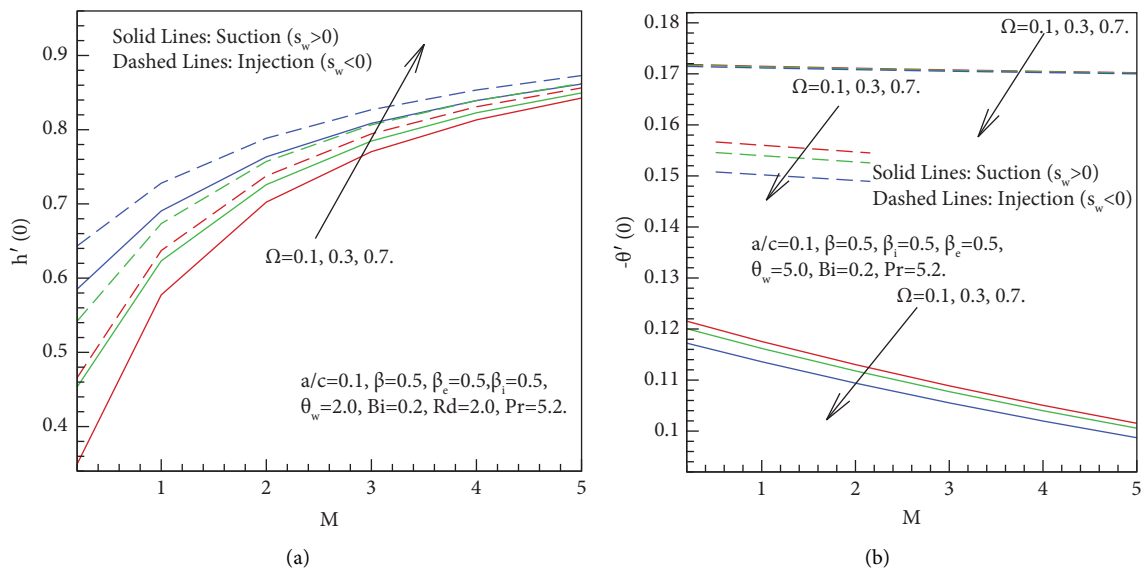 Solid Lines: Suction (s_w>0)
Dashed Lines: Injection (s_w<0)
Ω=0.1, 0.3, 0.7.
a/c=0.1, β=0.5, β_e=0.5,β_i=0.5,
θ_w=2.0, Bi=0.2, Rd=2.0, Pr=5.2.
h′ (0)
0.9
0.8
0.7
0.6
0.5
0.4
1 2 3 4 5
M
(a)
-θ′ (0)
0.18
0.17
0.16
0.15
0.14
0.13
0.12
0.11
0.1
Ω=0.1, 0.3, 0.7.
Ω=0.1, 0.3, 0.7.
Solid Lines: Suction (s_w>0)
Dashed Lines: Injection (s_w<0)
a/c=0.1, β=0.5, β_i=0.5, β_e=0.5,
θ_w=5.0, Bi=0.2, Pr=5.2.
Ω=0.1, 0.3, 0.7.
1 2 3 4 5
M
(b)